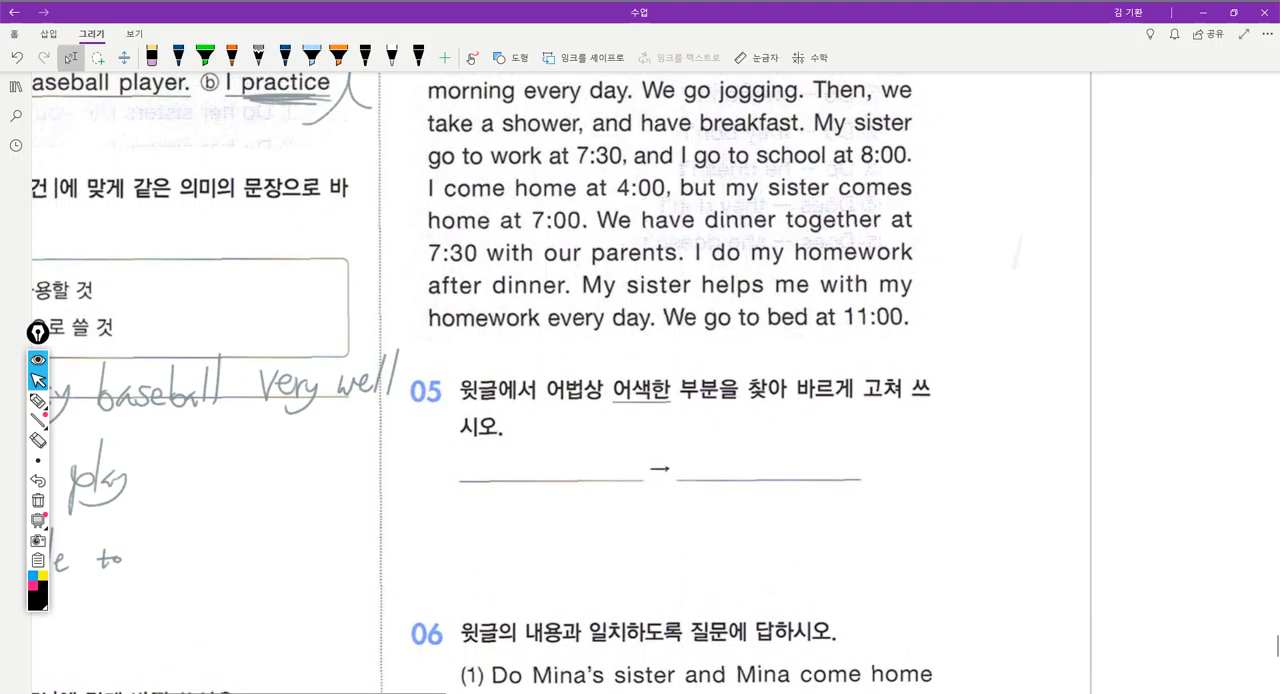 수업
김 기환
홈 삽입 그리기 보기
공유
도형
잉크를 셰이프로
잉크를 텍스트로
눈금자
수학
aseball player. ⓑ I practice
건|에 맞게 같은 의미의 문장으로 바
용할 것
로 쓸 것
y baseball very well
play
le to
morning every day. We go jogging. Then, we
take a shower, and have breakfast. My sister
go to work at 7:30, and I go to school at 8:00.
I come home at 4:00, but my sister comes
home at 7:00. We have dinner together at
7:30 with our parents. I do my homework
after dinner. My sister helps me with my
homework every day. We go to bed at 11:00.
05 윗글에서 어법상 어색한 부분을 찾아 바르게 고쳐 쓰
시오.
→
06 윗글의 내용과 일치하도록 질문에 답하시오.
(1) Do Mina's sister and Mina come home